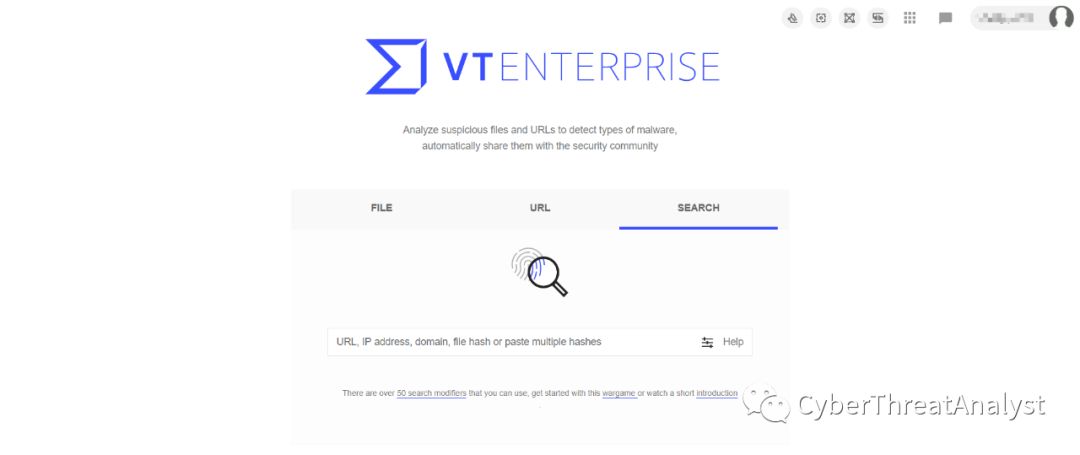 VTENTERPRISE
Analyze suspicious files and URLs to detect types of malware,
automatically share them with the security community
FILE URL SEARCH
URL, IP address, domain, file hash or paste multiple hashes Help
There are over 50 search modifiers that you can use, get started with this wargame or watch a short introduction
.
CyberThreatAnalyst